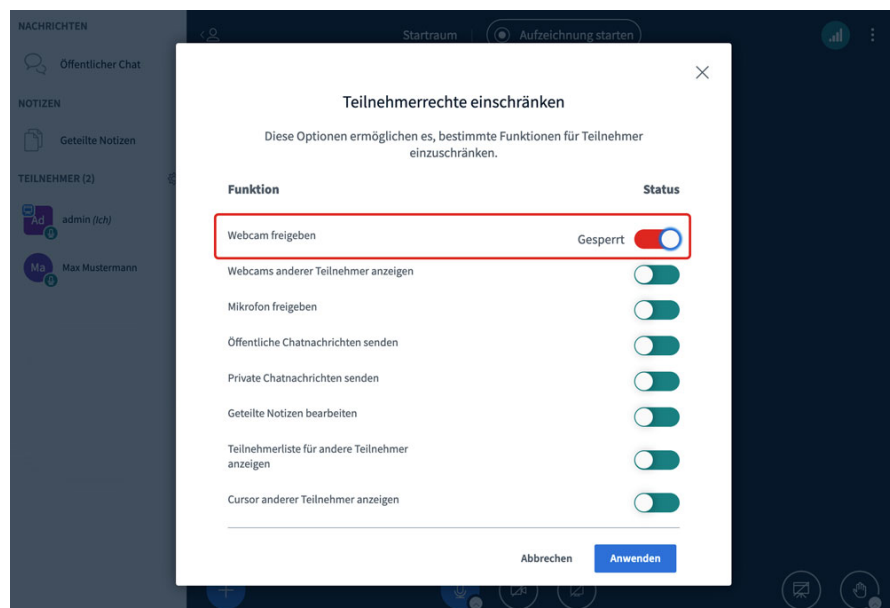 NACHRICHTEN
Öffentlicher Chat
NOTIZEN
Geteilte Notizen
TEILNEHMER (2)
Ad
admin (Ich)
Ma
Max Mustermann
Startraum
Aufzeichnung starten
Teilnehmerrechte einschränken
Diese Optionen ermöglichen es, bestimmte Funktionen für Teilnehmer
einzuschränken.
Funktion Status
Webcam freigeben Gesperrt
Webcams anderer Teilnehmer anzeigen
Mikrofon freigeben
Öffentliche Chatnachrichten senden
Private Chatnachrichten senden
Geteilte Notizen bearbeiten
Teilnehmerliste für andere Teilnehmer
anzeigen
Cursor anderer Teilnehmer anzeigen
Abbrechen Anwenden